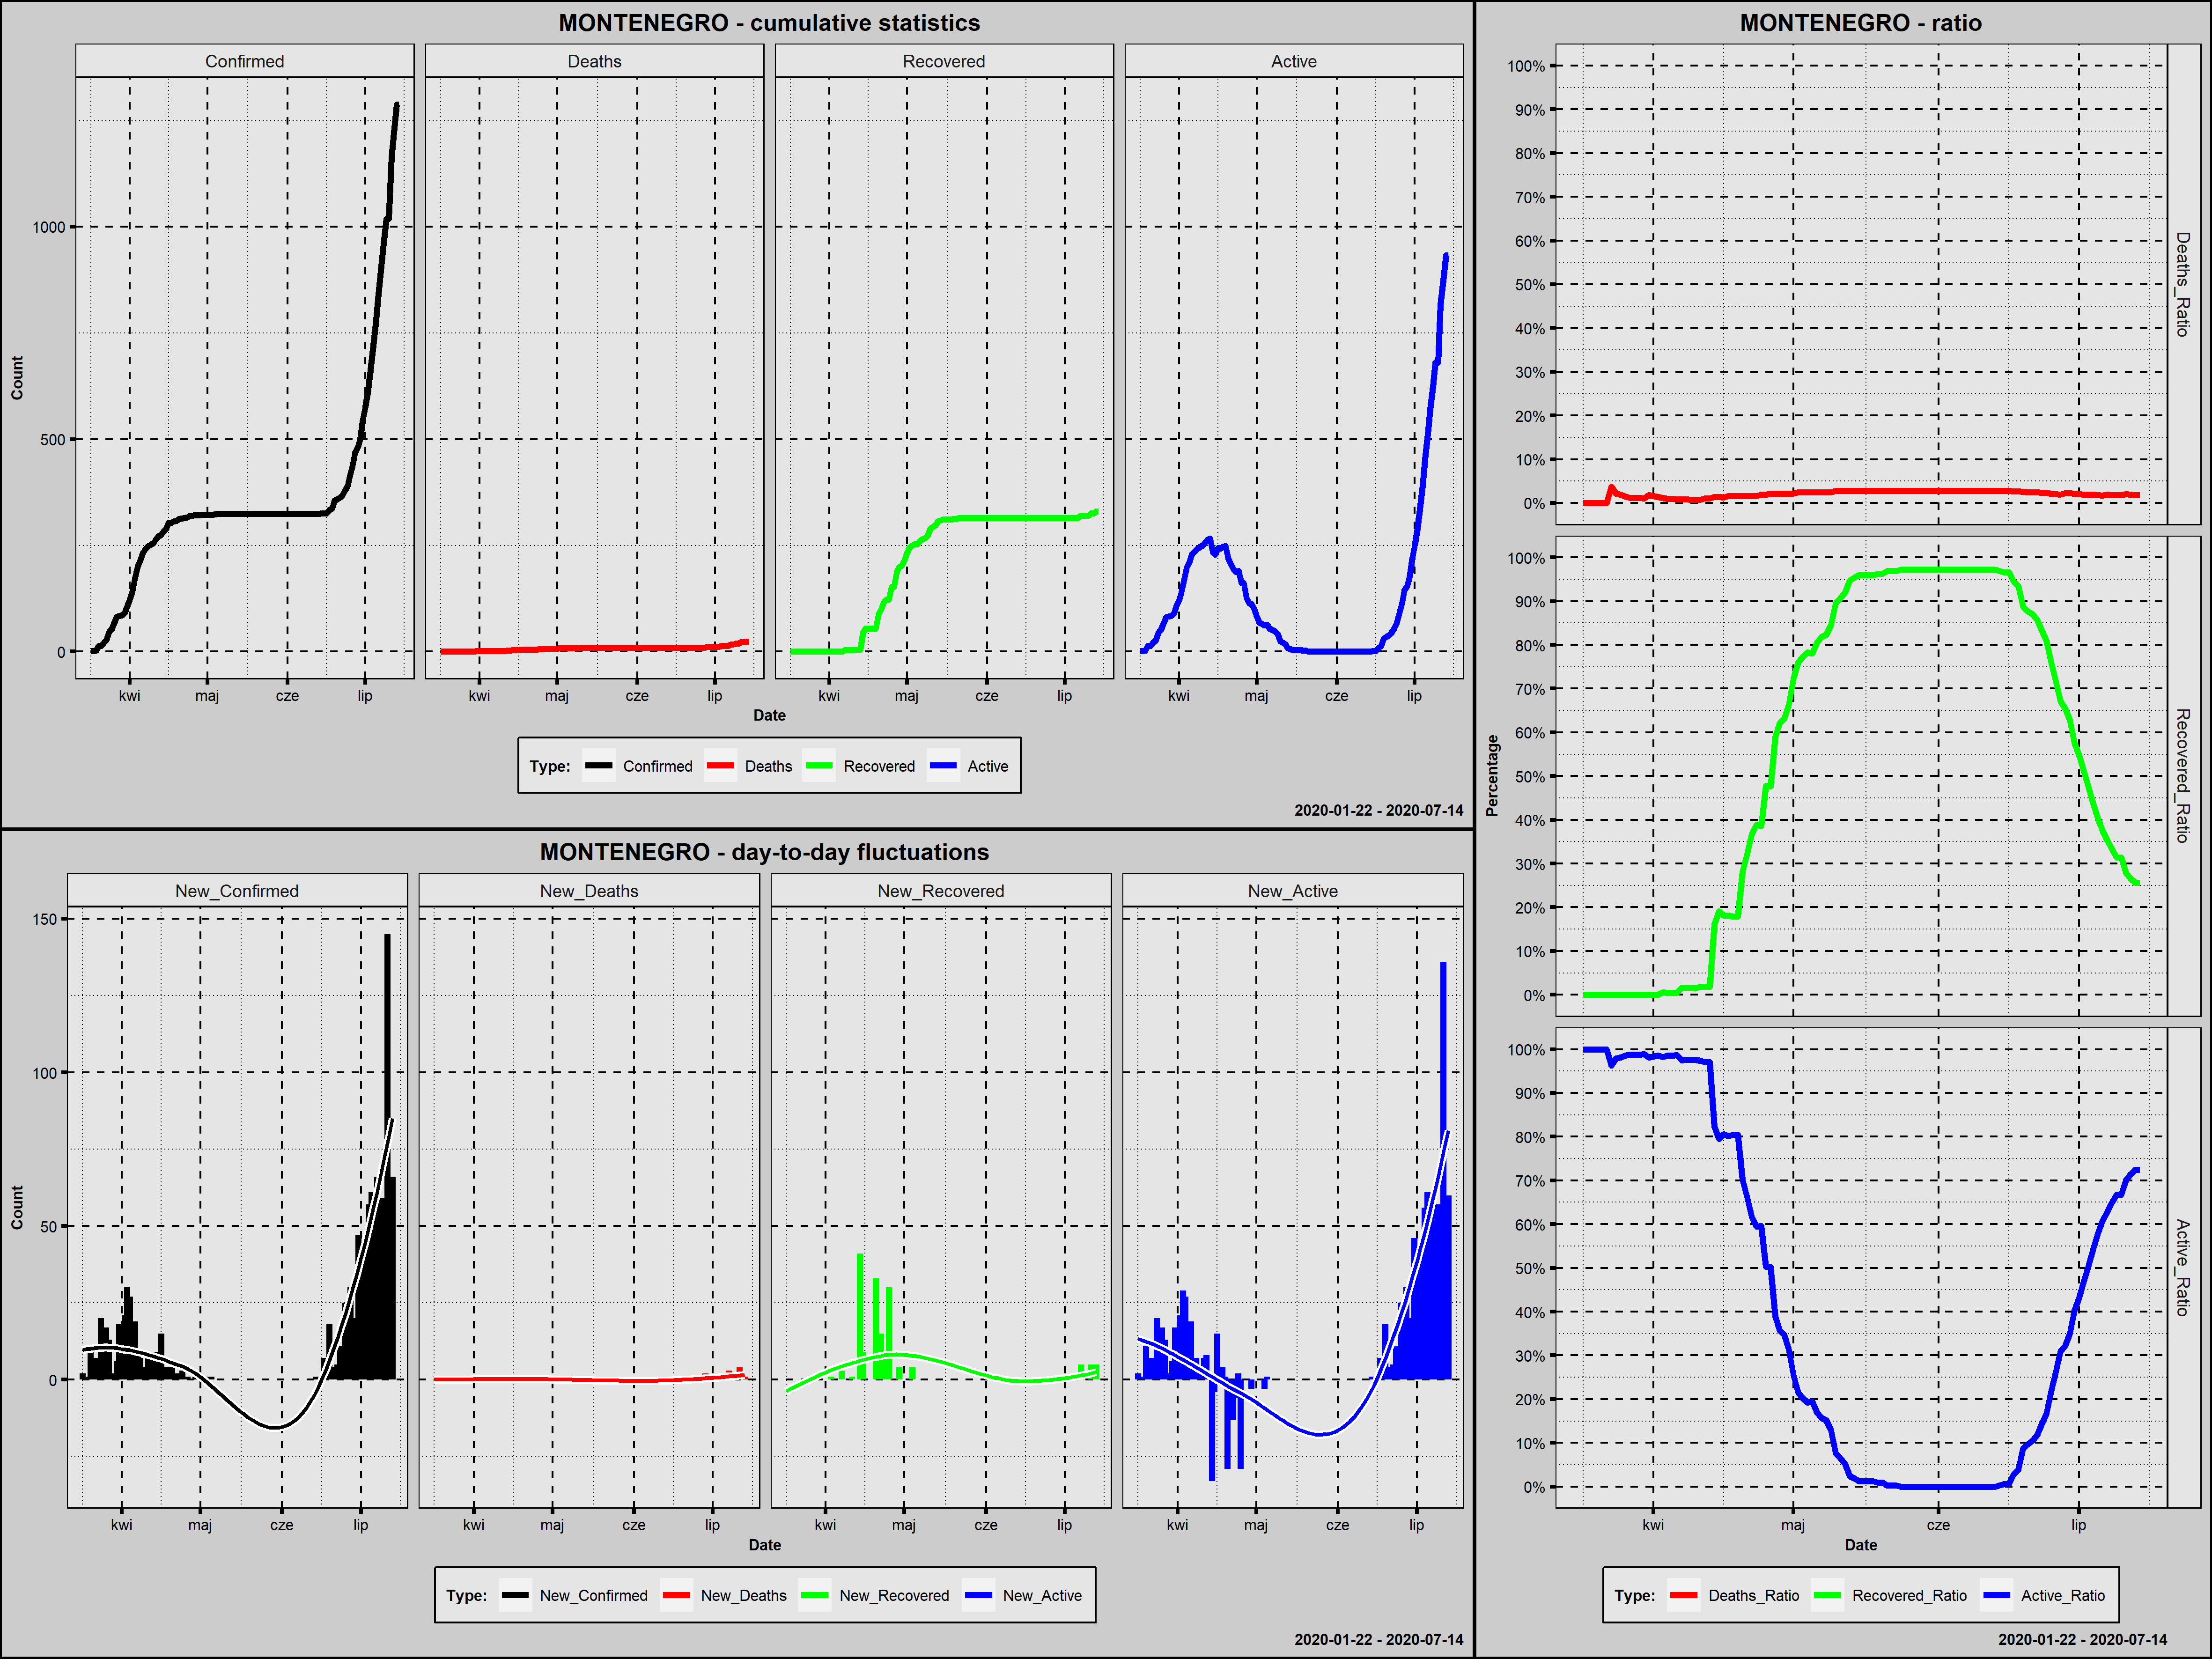 MONTENEGRO - cumulative statistics
Confirmed Deaths Recovered Active
1000
500
0
Count
kwi maj cze lip kwi maj cze lip kwi maj cze lip kwi maj cze lip
Date
Type: Confirmed Deaths Recovered Active
2020-01-22 - 2020-07-14
MONTENEGRO - day-to-day fluctuations
New_Confirmed New_Deaths New_Recovered New_Active
150
100
50
0
Count
kwi maj cze lip kwi maj cze lip kwi maj cze lip kwi maj cze lip
Date
Type: New_Confirmed New_Deaths New_Recovered New_Active
2020-01-22 - 2020-07-14
MONTENEGRO - ratio
100%
90%
80%
70%
60%
50%
40%
30%
20%
10%
0%
Deaths_Ratio
100%
90%
80%
70%
60%
50%
40%
30%
20%
10%
0%
Recovered_Ratio
Percentage
100%
90%
80%
70%
60%
50%
40%
30%
20%
10%
0%
Active_Ratio
kwi maj cze lip
Date
Type: Deaths_Ratio Recovered_Ratio Active_Ratio
2020-01-22 - 2020-07-14